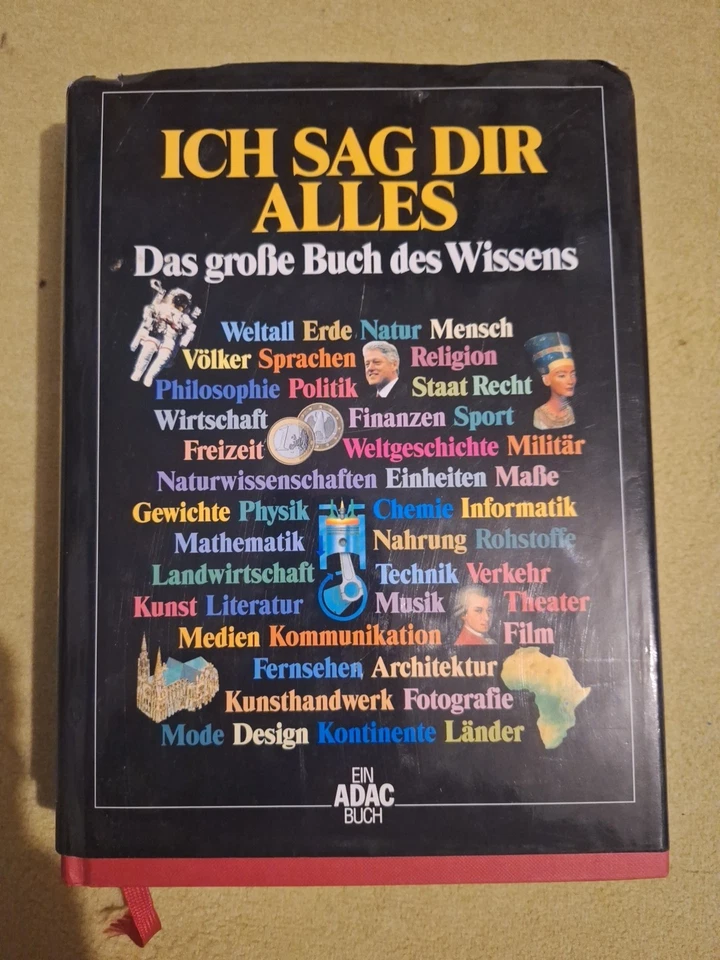 ICH SAG DIR
ALLES
Das große Buch des Wissens
Weltall Erde Natur Mensch
Völker Sprachen Religion
Philosophie Politik Staat Recht
Wirtschaft Finanzen Sport
Freizeit Weltgeschichte Militär
Naturwissenschaften Einheiten Maße
Gewichte Physik Chemie Informatik
Mathematik Nahrung Rohstoffe
Landwirtschaft Technik Verkehr
Kunst Literatur Musik Theater
Medien Kommunikation Film
Fernsehen Architektur
Kunsthandwerk Fotografie
Mode Design Kontinente Länder
EIN
ADAC
BUCH